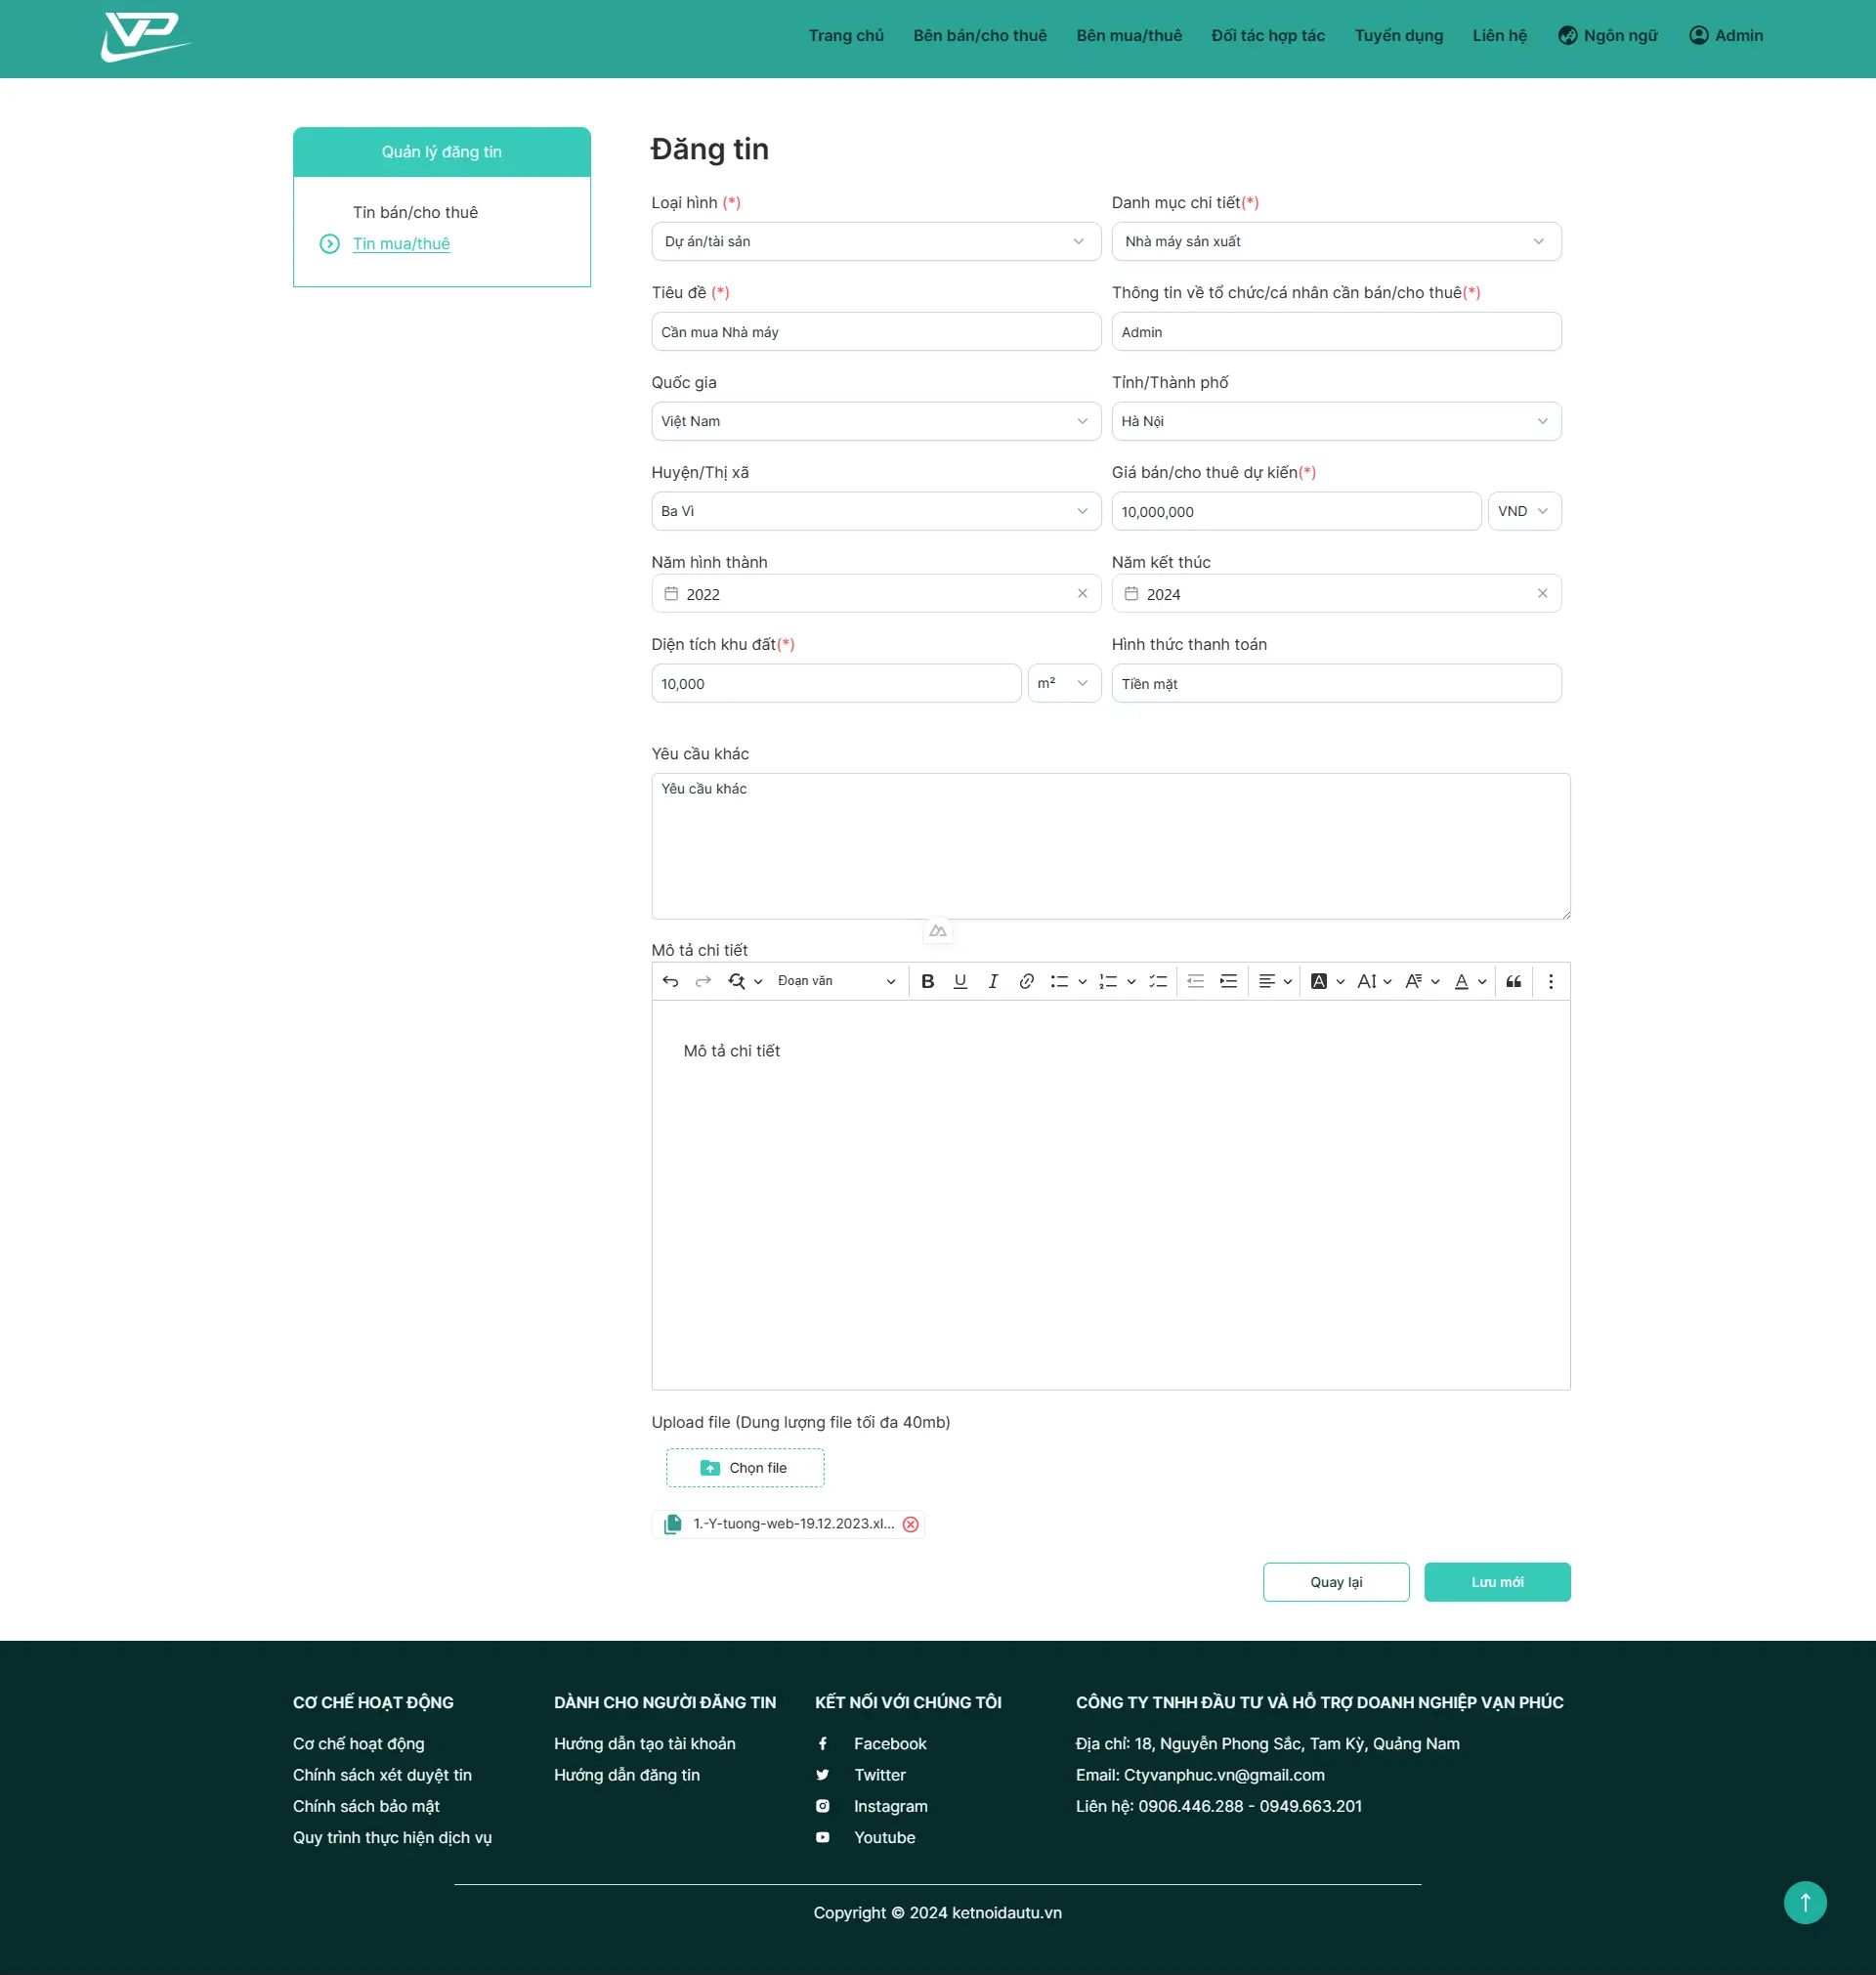 VP
Trang chủ Bên bán/cho thuê Bên mua/thuê Đối tác hợp tác Tuyển dụng Liên hệ Ngôn ngữ Admin
Quản lý đăng tin
Tin bán/cho thuê
Tin mua/thuê
Đăng tin
Loại hình (*) Danh mục chi tiết(*)
Dự án/tài sản Nhà máy sản xuất
Tiêu đề (*) Thông tin về tổ chức/cá nhân cần bán/cho thuê(*)
Cần mua Nhà máy Admin
Quốc gia Tỉnh/Thành phố
Việt Nam Hà Nội
Huyện/Thị xã Giá bán/cho thuê dự kiến(*)
Ba Vì 10,000,000 VND
Năm hình thành Năm kết thúc
2022 2024
Diện tích khu đất(*) Hình thức thanh toán
10,000 m² Tiền mặt
Yêu cầu khác
Yêu cầu khác
Mô tả chi tiết
Đoạn văn
Mô tả chi tiết
Upload file (Dung lượng file tối đa 40mb)
Chọn file
1.-Y-tuong-web-19.12.2023.xl...
Quay lại Lưu mới
CƠ CHẾ HOẠT ĐỘNG
Cơ chế hoạt động
Chính sách xét duyệt tin
Chính sách bảo mật
Quy trình thực hiện dịch vụ
DÀNH CHO NGƯỜI ĐĂNG TIN
Hướng dẫn tạo tài khoản
Hướng dẫn đăng tin
KẾT NỐI VỚI CHÚNG TÔI
Facebook
Twitter
Instagram
Youtube
CÔNG TY TNHH ĐẦU TƯ VÀ HỖ TRỢ DOANH NGHIỆP VẠN PHÚC
Địa chỉ: 18, Nguyễn Phong Sắc, Tam Kỳ, Quảng Nam
Email: Ctyvanphuc.vn@gmail.com
Liên hệ: 0906.446.288 - 0949.663.201
Copyright © 2024 ketnoidautu.vn